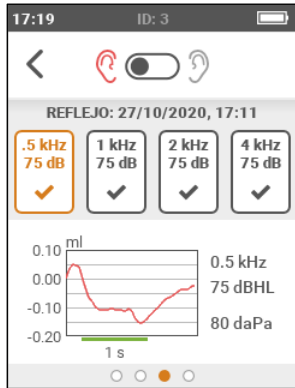 17:19 ID: 3
REFLEJO: 27/10/2020, 17:11
.5 kHz 1 kHz 2 kHz 4 kHz
75 dB 75 dB 75 dB 75 dB
ml
0.10
0.00
-0.10
-0.20
1 s
0.5 kHz
75 dBHL
80 daPa